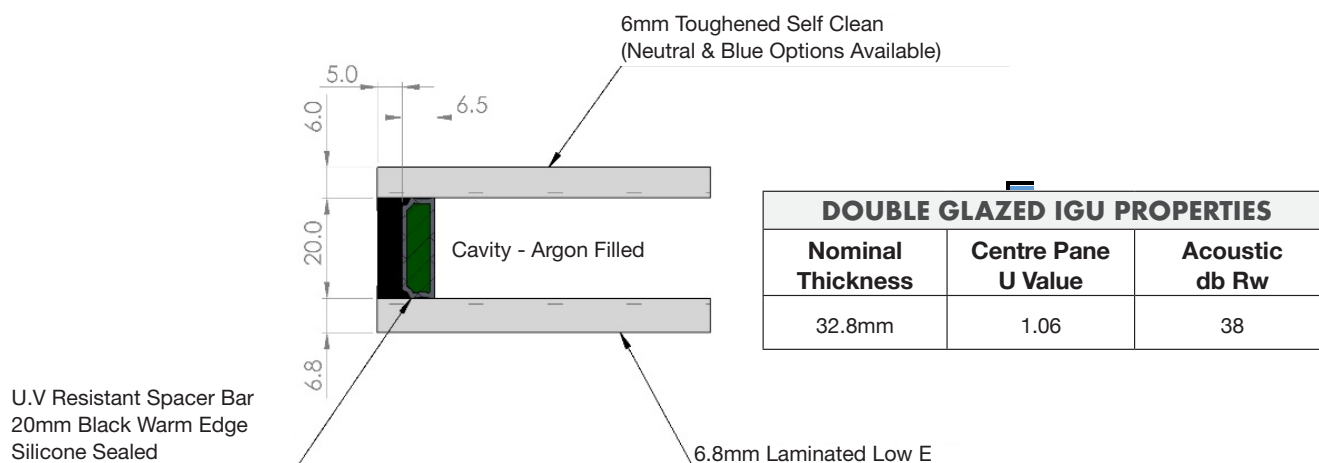 6mm Toughened Self Clean
(Neutral & Blue Options Available)
5.0
6.5
6.0
20.0
6.8
Cavity - Argon Filled
DOUBLE GLAZED IGU PROPERTIES
Nominal Thickness
Centre Pane U Value
Acoustic db Rw
32.8mm
1.06
38
U.V Resistant Spacer Bar
20mm Black Warm Edge
Silicone Sealed
6.8mm Laminated Low E